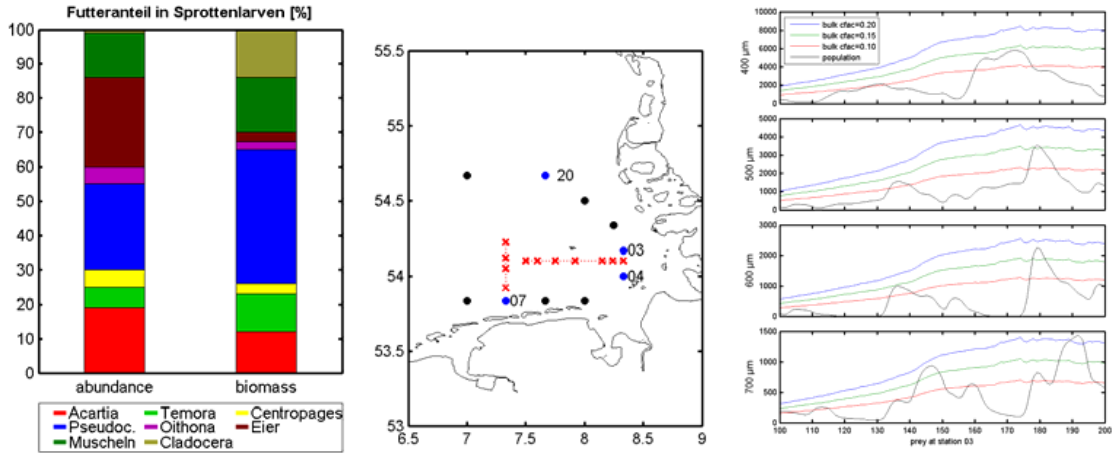 Futteranteil in Sprottenlarven [%]
100
90
80
70
60
50
40
30
20
10
0
abundance biomass
Acartia Temora Centropages
Pseudoc. Oithona Eier
Muscheln Cladocera
55.5
55
54.5
54
53.5
53
20
03
04
07
6.5 7 7.5 8 8.5 9
10000
8000
6000
4000
2000
0
400 µm
bulk cfac=0.20
bulk cfac=0.15
bulk cfac=0.10
population
5000
4000
3000
2000
1000
0
500 µm
3000
2000
1000
0
600 µm
1500
1000
500
0
700 µm
100 110 120 130 140 150 160 170 180 190 200
prey at station 03